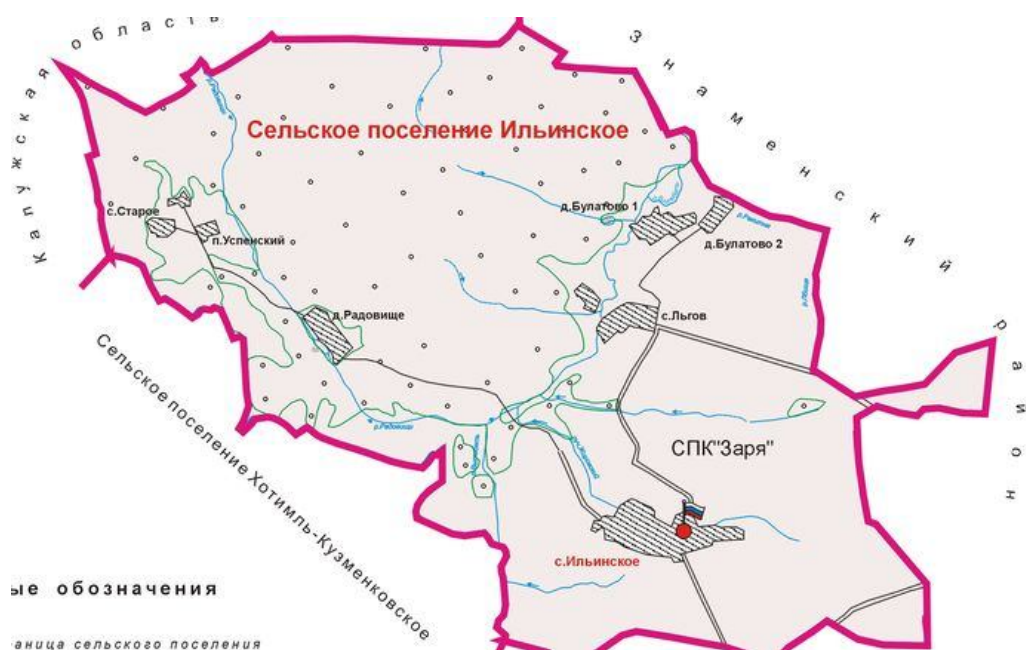 Калужская область
Знаменский район
Сельское поселение Ильинское
с.Старое
п.Успенский
д.Булатово 1
д.Булатово 2
д.Радовище
с.Льгов
р.Радовище
СПК"Заря"
с.Ильинское
Сельское поселение Хотимль-Кузменковское
ые обозначения
аница сельского поселения